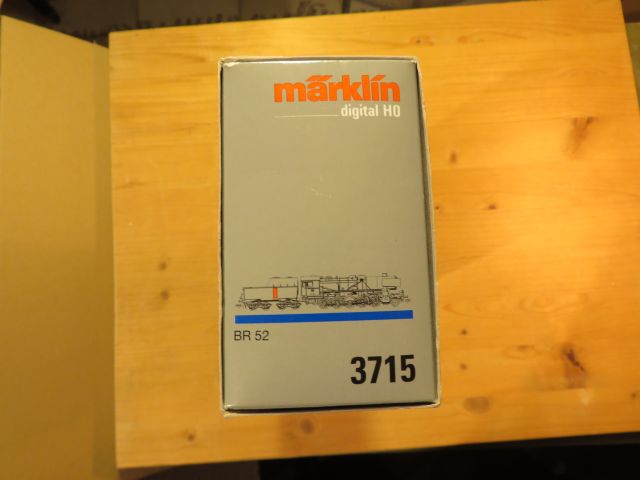 märklin
digital H0
BR 52
3715